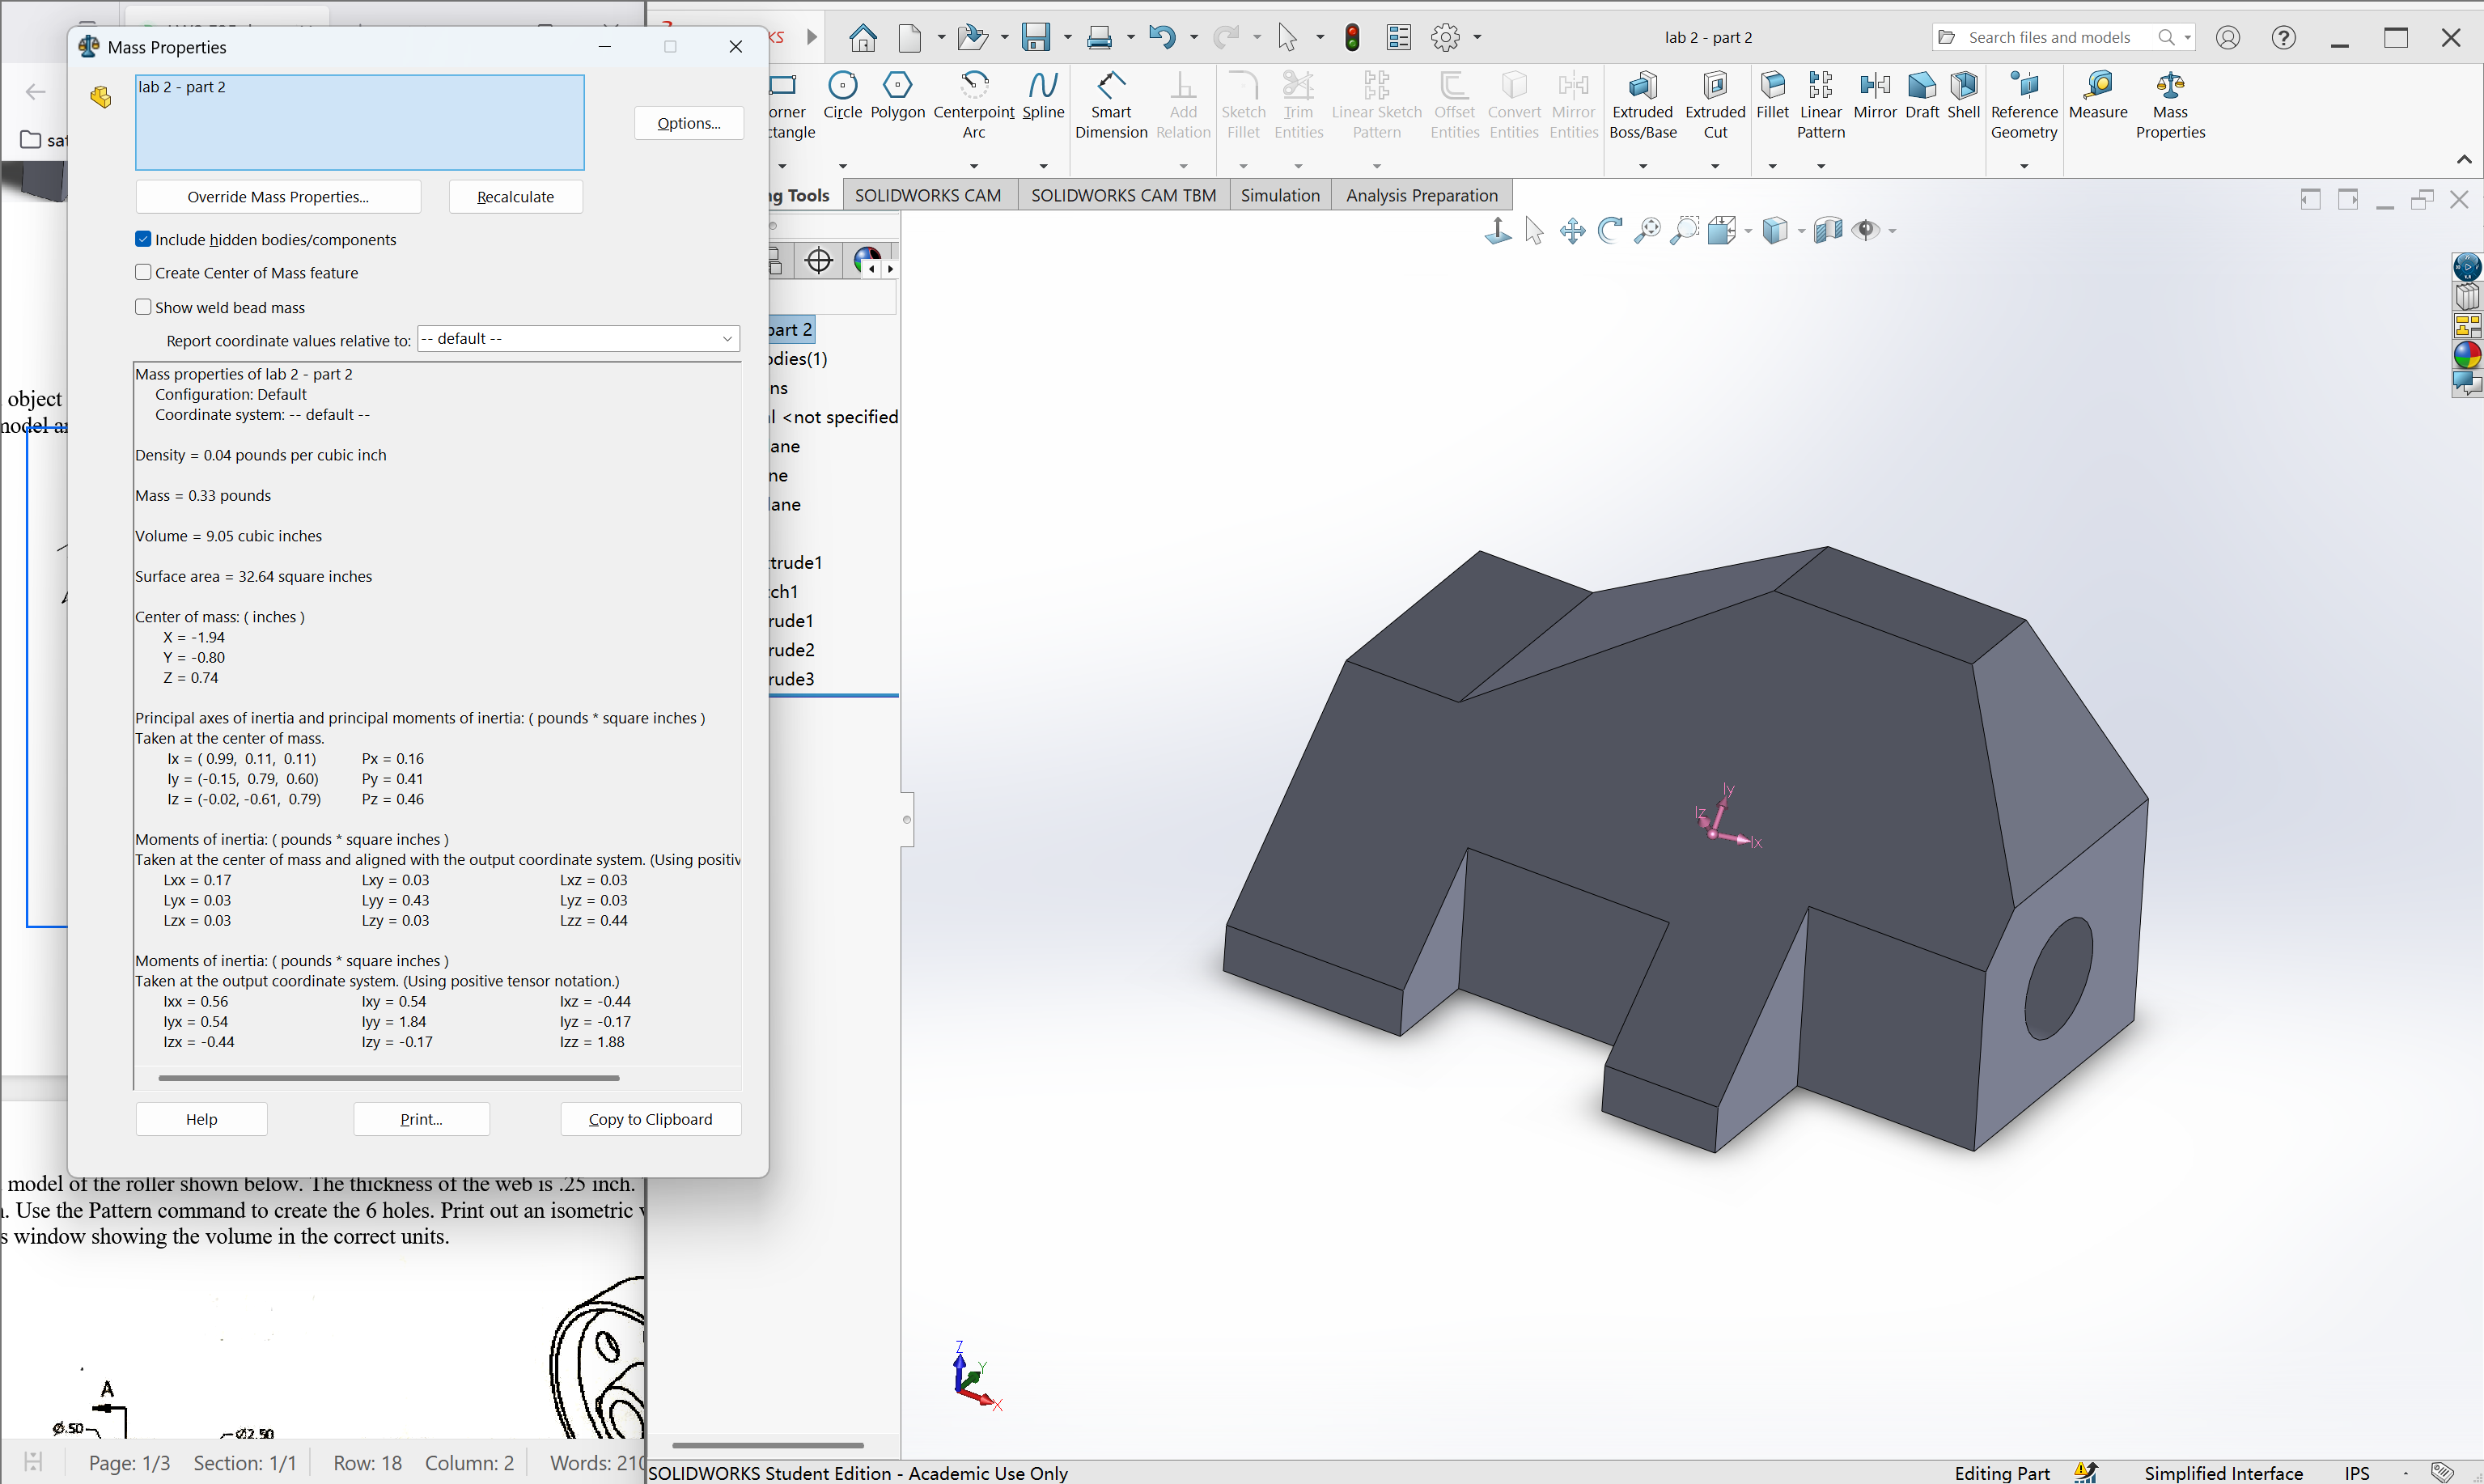 Mass Properties
lab 2 - part 2
Options...
Override Mass Properties...
Recalculate
Include hidden bodies/components
Create Center of Mass feature
Show weld bead mass
Report coordinate values relative to:
-- default --
Mass properties of lab 2 - part 2
Configuration: Default
Coordinate system: -- default --
Density = 0.04 pounds per cubic inch
Mass = 0.33 pounds
Volume = 9.05 cubic inches
Surface area = 32.64 square inches
Center of mass: ( inches )
X = -1.94
Y = -0.80
Z = 0.74
Principal axes of inertia and principal moments of inertia: ( pounds * square inches )
Taken at the center of mass.
Ix = ( 0.99, 0.11, 0.11) Px = 0.16
Iy = (-0.15, 0.79, 0.60) Py = 0.41
Iz = (-0.02, -0.61, 0.79) Pz = 0.46
Moments of inertia: ( pounds * square inches )
Taken at the center of mass and aligned with the output coordinate system. (Using positiv
Lxx = 0.17 Lxy = 0.03 Lxz = 0.03
Lyx = 0.03 Lyy = 0.43 Lyz = 0.03
Lzx = 0.03 Lzy = 0.03 Lzz = 0.44
Moments of inertia: ( pounds * square inches )
Taken at the output coordinate system. (Using positive tensor notation.)
Ixx = 0.56 Ixy = 0.54 Ixz = -0.44
Iyx = 0.54 Iyy = 1.84 Iyz = -0.17
Izx = -0.44 Izy = -0.17 Izz = 1.88
Help
Print...
Copy to Clipboard
object
model of the roller shown below. The thickness of the web is .25 inch.
. Use the Pattern command to create the 6 holes. Print out an isometric
s window showing the volume in the correct units.
A
Ø.50
Ø2.50
Page: 1/3 Section: 1/1 Row: 18 Column: 2 Words: 210
KS
lab 2 - part 2
Search files and models
orner
ctangle
Circle
Polygon
Centerpoint
Arc
Spline
Smart
Dimension
Add
Relation
Sketch
Fillet
Trim
Entities
Linear Sketch
Pattern
Offset
Entities
Convert
Entities
Mirror
Entities
Extruded
Boss/Base
Extruded
Cut
Fillet
Linear
Pattern
Mirror
Draft
Shell
Reference
Geometry
Measure
Mass
Properties
g Tools
SOLIDWORKS CAM
SOLIDWORKS CAM TBM
Simulation
Analysis Preparation
part 2
odies(1)
ns
l <not specified
ane
ne
lane
trude1
tch1
rude1
rude2
rude3
Iy
Iz
Ix
Z
Y
X
SOLIDWORKS Student Edition - Academic Use Only
Editing Part
Simplified Interface
IPS